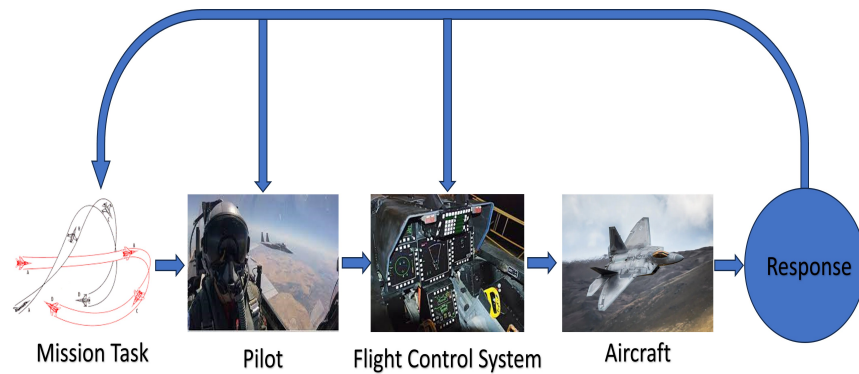 Mission Task
Pilot
Flight Control System
Aircraft
Response